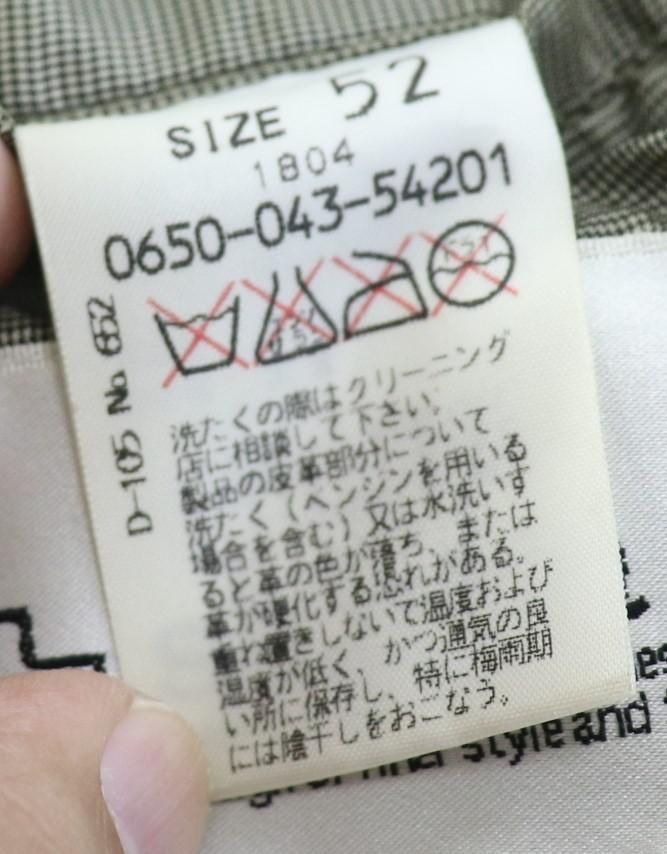 SIZE 52
1804
0650-043-54201
ドライ
エンソ
サラシ
D-105 No 652
洗たくの際はクリーニング
店に相談して下さい。
製品の皮革部分について
洗たく(ベンジンを用いる
場合を含む)又は水洗いす
ると革の色が落ち、または
革が硬化する恐れがある。
重ね置きしないで温度および
湿度が低く、かつ通気の良
い所に保存し、特に梅雨期
には陰干しをおこなう。
style and